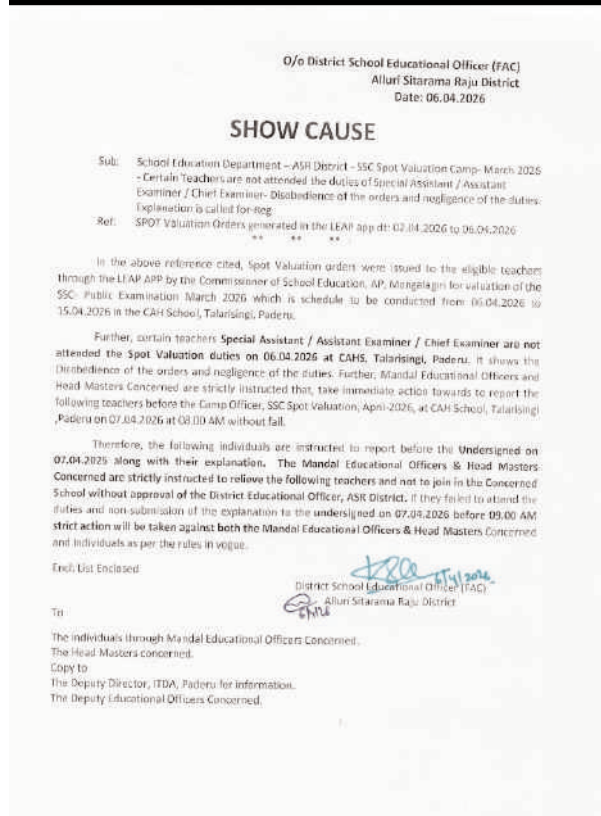 O/o District School Educational Officer (FAC)
Alluri Sitarama Raju District
Date: 06.04.2026
SHOW CAUSE
Sub: School Education Department – ASR District - SSC Spot Valuation Camp- March 2026
- Certain Teachers are not attended the duties of Special Assistant / Assistant
Examiner / Chief Examiner- Disobedience of the orders and negligence of the duties-
Explanation is called for-Reg
Ref: SPOT Valuation Orders generated in the LEAP app dt: 02.04.2026 to 06.04.2026
** ** **
In the above reference cited, Spot Valuation orders were issued to the eligible teachers
through the LEAP APP by the Commissioner of School Education, AP, Mangalagiri for valuation of the
SSC- Public Examination March 2026 which is schedule to be conducted from 06.04.2026 to
15.04.2026 in the CAH School, Talarisingi, Paderu.
Further, certain teachers Special Assistant / Assistant Examiner / Chief Examiner are not
attended the Spot Valuation duties on 06.04.2026 at CAHS, Talarisingi, Paderu. It shows the
Disobedience of the orders and negligence of the duties. Further, Mandal Educational Officers and
Head Masters Concerned are strictly instructed that, take immediate action towards to report the
following teachers before the Camp Officer, SSC Spot Valuation, April-2026, at CAH School, Talarisingi
,Paderu on 07.04.2026 at 08.00 AM without fail.
Therefore, the following individuals are instructed to report before the Undersigned on
07.04.2025 along with their explanation. The Mandal Educational Officers & Head Masters
Concerned are strictly instructed to relieve the following teachers and not to join in the Concerned
School without approval of the District Educational Officer, ASR District. If they failed to attend the
duties and non-submission of the explanation to the undersigned on 07.04.2026 before 09.00 AM
strict action will be taken against both the Mandal Educational Officers & Head Masters Concerned
and Individuals as per the rules in vogue.
Encl: List Enclosed
6/4/2026
District School Educational Officer (FAC)
Alluri Sitarama Raju District
To
The individuals through Mandal Educational Officers Concerned.
The Head Masters concerned.
Copy to
The Deputy Director, ITDA, Paderu for information.
The Deputy Educational Officers Concerned.